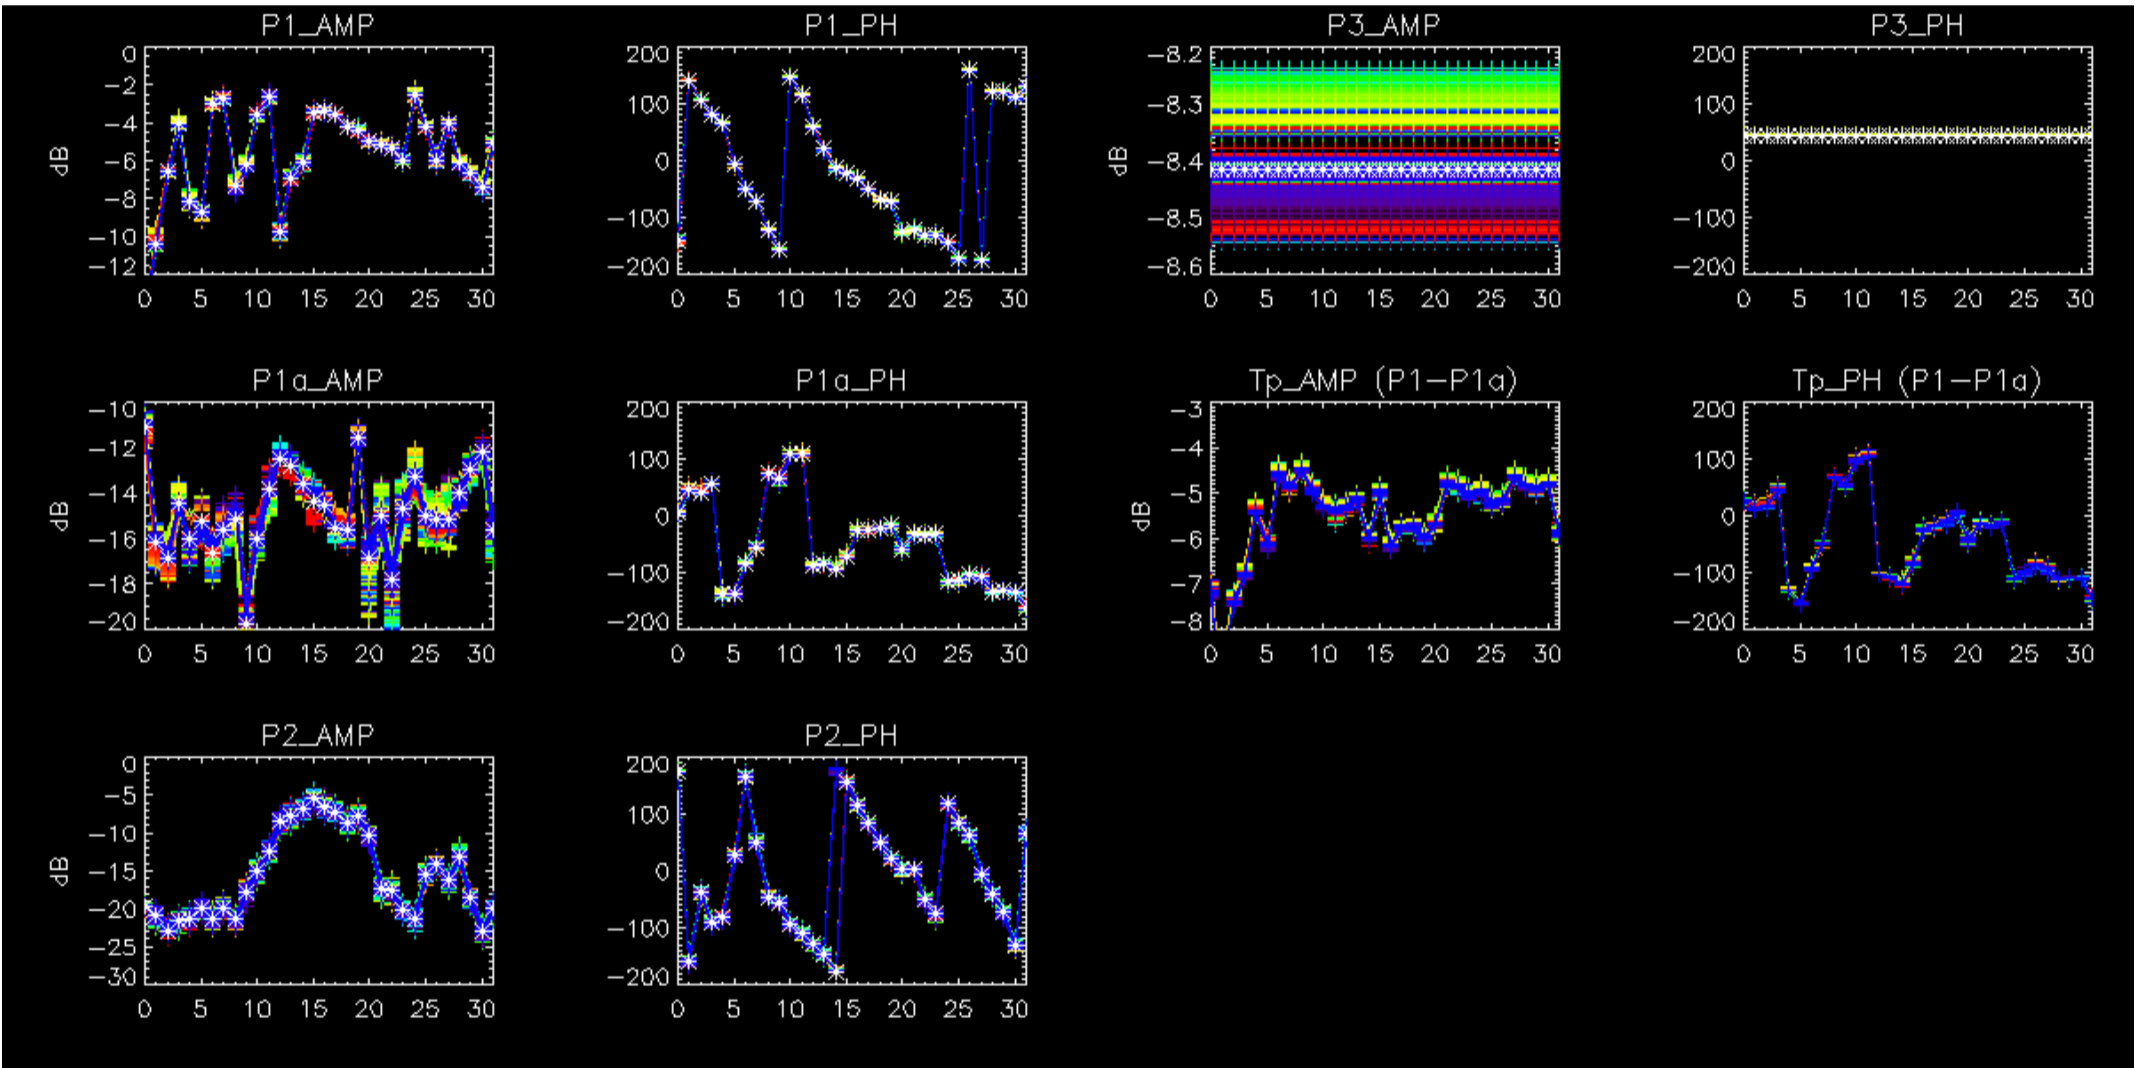 P1_AMP P1_PH P3_AMP P3_PH
0 200 -8.2 200
-2 100 -8.3 100
-4 0 -8.4 0
-6 -100 -8.5 -100
-8 -200 -8.6 -200
-10
-12
dB dB
0 5 10 15 20 25 30 0 5 10 15 20 25 30 0 5 10 15 20 25 30 0 5 10 15 20 25 30
P1a_AMP P1a_PH Tp_AMP (P1-P1a) Tp_PH (P1-P1a)
-10 200 -3 200
-12 100 -4 100
-14 0 -5 0
-16 -100 -6 -100
-18 -200 -7 -200
-20 -8
dB dB
0 5 10 15 20 25 30 0 5 10 15 20 25 30 0 5 10 15 20 25 30 0 5 10 15 20 25 30
P2_AMP P2_PH
0 200
-5 100
-10 0
-15 -100
-20 -200
-25
-30
dB
0 5 10 15 20 25 30 0 5 10 15 20 25 30